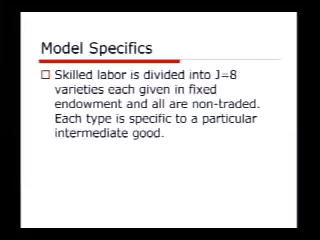 Model Specifics
Skilled labor is divided into J=8
varieties each given in fixed
endowment and all are non-traded.
Each type is specific to a particular
intermediate good.